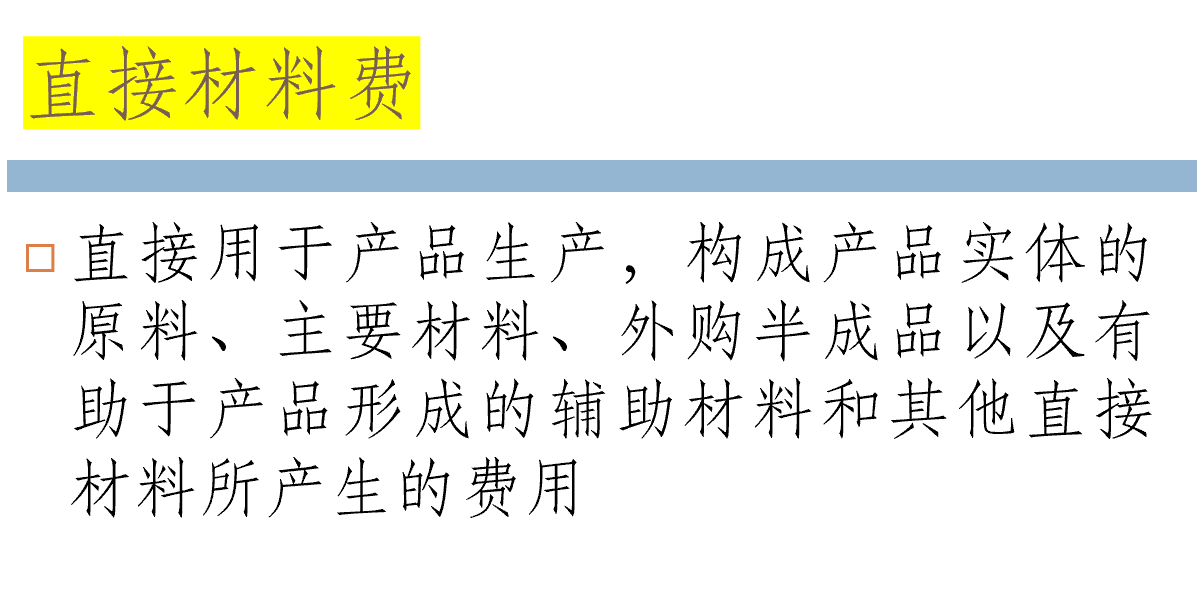 直接材料费
直接用于产品生产，构成产品实体的
原料、主要材料、外购半成品以及有
助于产品形成的辅助材料和其他直接
材料所产生的费用